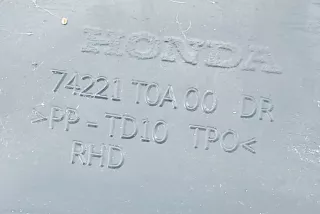 HONDA
74221 T0A 00 DR
>PP-TD10 TPO<
RHD